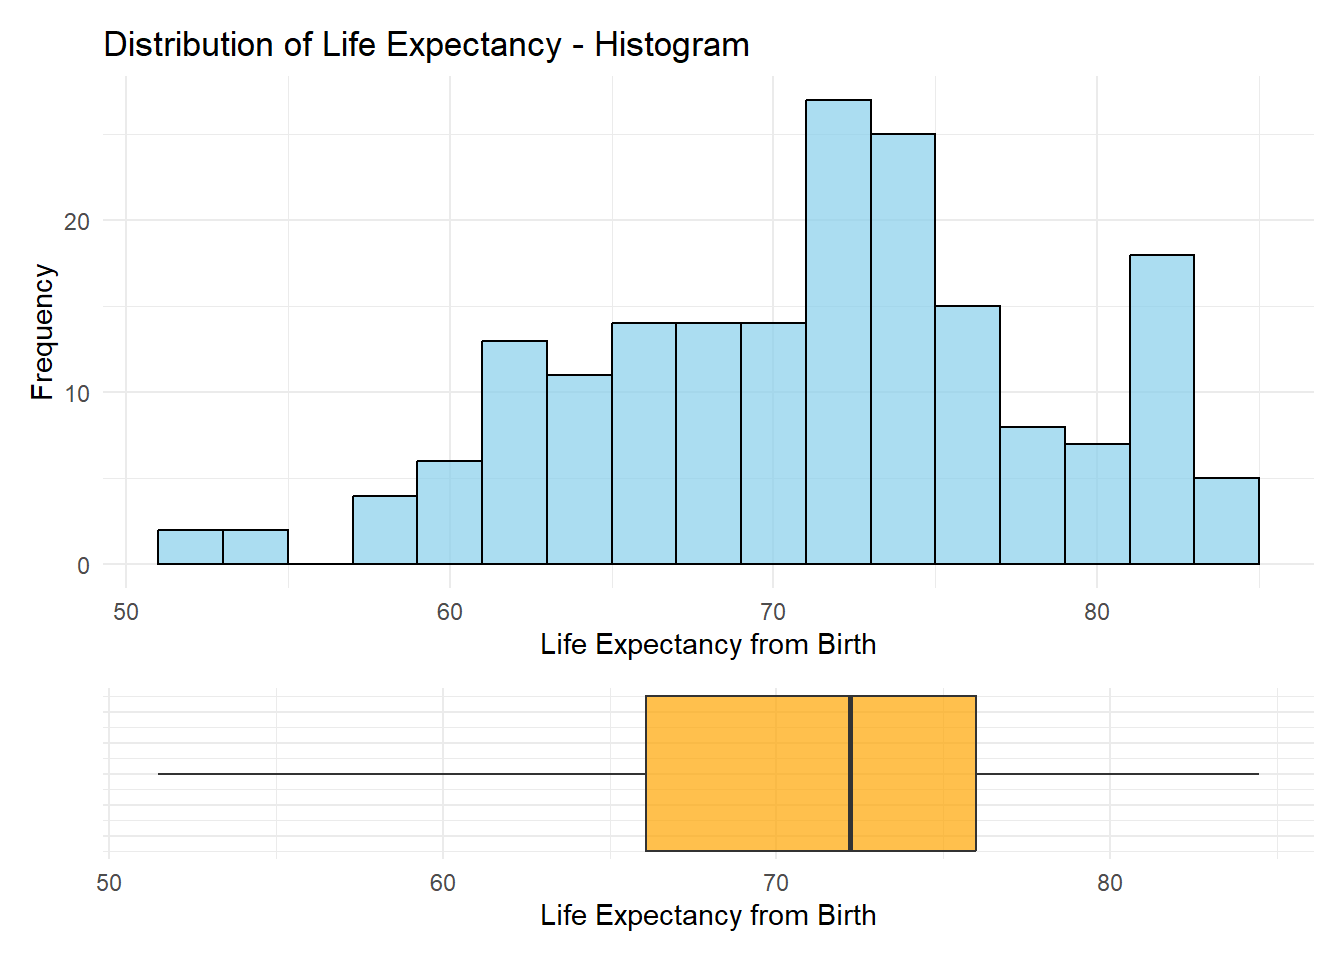 Distribution of Life Expectancy - Histogram
Frequency
20
10
0
50 60 70 80
Life Expectancy from Birth
50 60 70 80
Life Expectancy from Birth